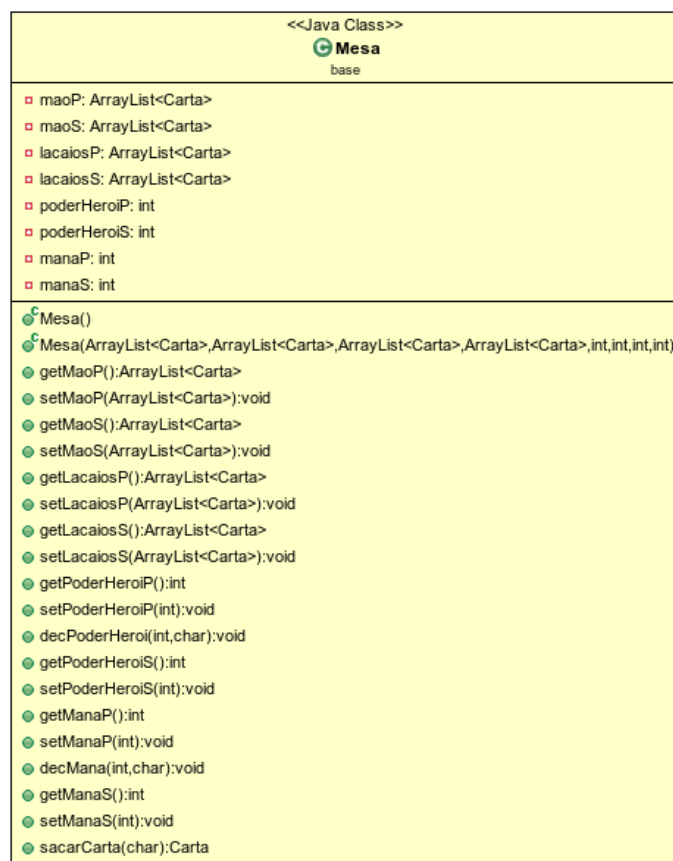 <<Java Class>>
C Mesa
base
maoP: ArrayList<Carta>
maoS: ArrayList<Carta>
lacaiosP: ArrayList<Carta>
lacaiosS: ArrayList<Carta>
poderHeroiP: int
poderHeroiS: int
manaP: int
manaS: int
C Mesa()
C Mesa(ArrayList<Carta>,ArrayList<Carta>,ArrayList<Carta>,ArrayList<Carta>,int,int,int,int)
getMaoP():ArrayList<Carta>
setMaoP(ArrayList<Carta>):void
getMaoS():ArrayList<Carta>
setMaoS(ArrayList<Carta>):void
getLacaiosP():ArrayList<Carta>
setLacaiosP(ArrayList<Carta>):void
getLacaiosS():ArrayList<Carta>
setLacaiosS(ArrayList<Carta>):void
getPoderHeroiP():int
setPoderHeroiP(int):void
decPoderHeroi(int,char):void
getPoderHeroiS():int
setPoderHeroiS(int):void
getManaP():int
setManaP(int):void
decMana(int,char):void
getManaS():int
setManaS(int):void
sacarCarta(char):Carta